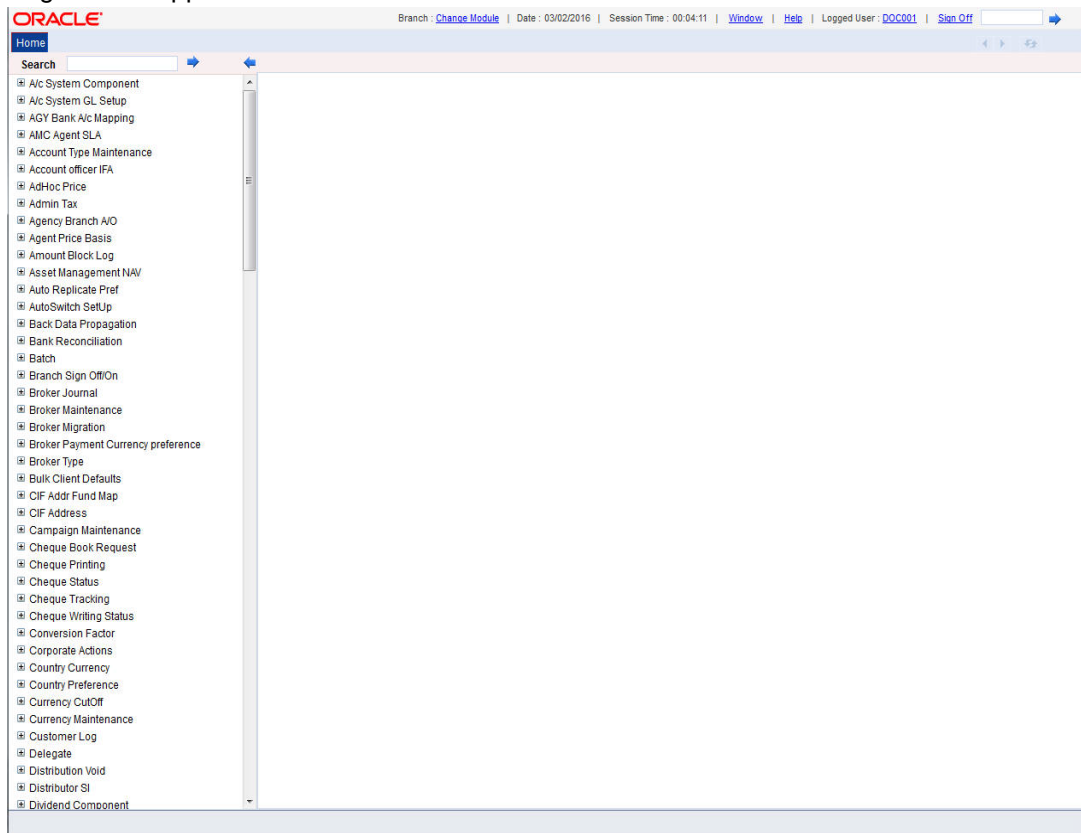 ORACLE
Branch : Change Module | Date : 03/02/2016 | Session Time : 00:04:11 | Window | Help | Logged User : DOC001 | Sign Off
Home
Search
A/c System Component
A/c System GL Setup
AGY Bank A/c Mapping
AMC Agent SLA
Account Type Maintenance
Account officer IFA
AdHoc Price
Admin Tax
Agency Branch A/O
Agent Price Basis
Amount Block Log
Asset Management NAV
Auto Replicate Pref
AutoSwitch SetUp
Back Data Propagation
Bank Reconciliation
Batch
Branch Sign Off/On
Broker Journal
Broker Maintenance
Broker Migration
Broker Payment Currency preference
Broker Type
Bulk Client Defaults
CIF Addr Fund Map
CIF Address
Campaign Maintenance
Cheque Book Request
Cheque Printing
Cheque Status
Cheque Tracking
Cheque Writing Status
Conversion Factor
Corporate Actions
Country Currency
Country Preference
Currency CutOff
Currency Maintenance
Customer Log
Delegate
Distribution Void
Distributor SI
Dividend Component